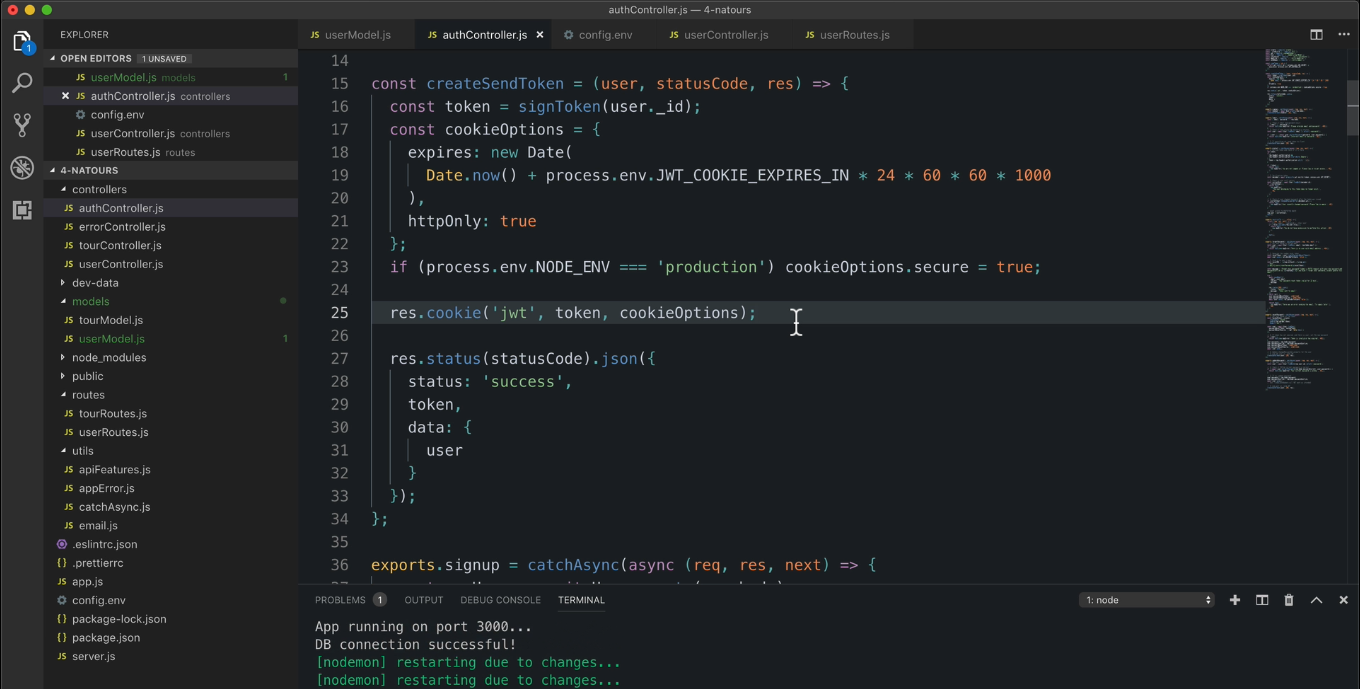 authController.js — 4-natours
EXPLORER
OPEN EDITORS 1 UNSAVED
JS userModel.js models 1
JS authController.js controllers
config.env
JS userController.js controllers
JS userRoutes.js routes
4-NATOURS
controllers
JS authController.js
JS errorController.js
JS tourController.js
JS userController.js
dev-data
models
JS tourModel.js
JS userModel.js 1
node_modules
public
routes
JS tourRoutes.js
JS userRoutes.js
utils
JS apiFeatures.js
JS appError.js
JS catchAsync.js
JS email.js
.eslintrc.json
{} .prettierrc
JS app.js
config.env
{} package-lock.json
{} package.json
JS server.js
1
JS userModel.js JS authController.js config.env JS userController.js JS userRoutes.js
14
15 const createSendToken = (user, statusCode, res) => {
16 const token = signToken(user._id);
17 const cookieOptions = {
18 expires: new Date(
19 Date.now() + process.env.JWT_COOKIE_EXPIRES_IN * 24 * 60 * 60 * 1000
20 ),
21 httpOnly: true
22 };
23 if (process.env.NODE_ENV === 'production') cookieOptions.secure = true;
24
25 res.cookie('jwt', token, cookieOptions);
26
27 res.status(statusCode).json({
28 status: 'success',
29 token,
30 data: {
31 user
32 }
33 });
34 };
35
36 exports.signup = catchAsync(async (req, res, next) => {
PROBLEMS 1 OUTPUT DEBUG CONSOLE TERMINAL 1: node
App running on port 3000...
DB connection successful!
[nodemon] restarting due to changes...
[nodemon] restarting due to changes...